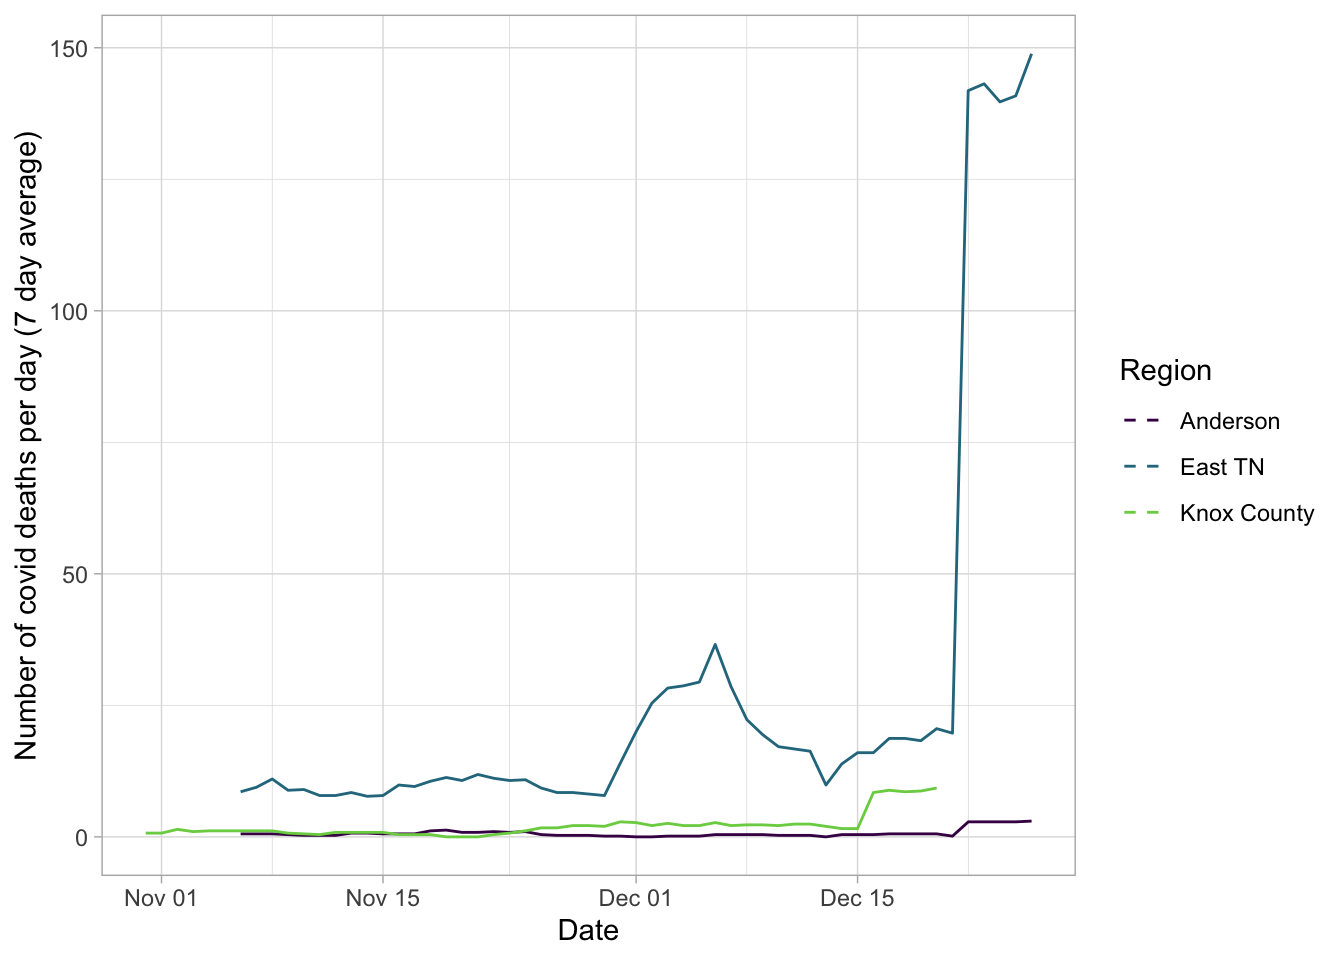 Number of covid deaths per day (7 day average)
150
100
50
0
Nov 01
Nov 15
Dec 01
Dec 15
Date
Region
Anderson
East TN
Knox County